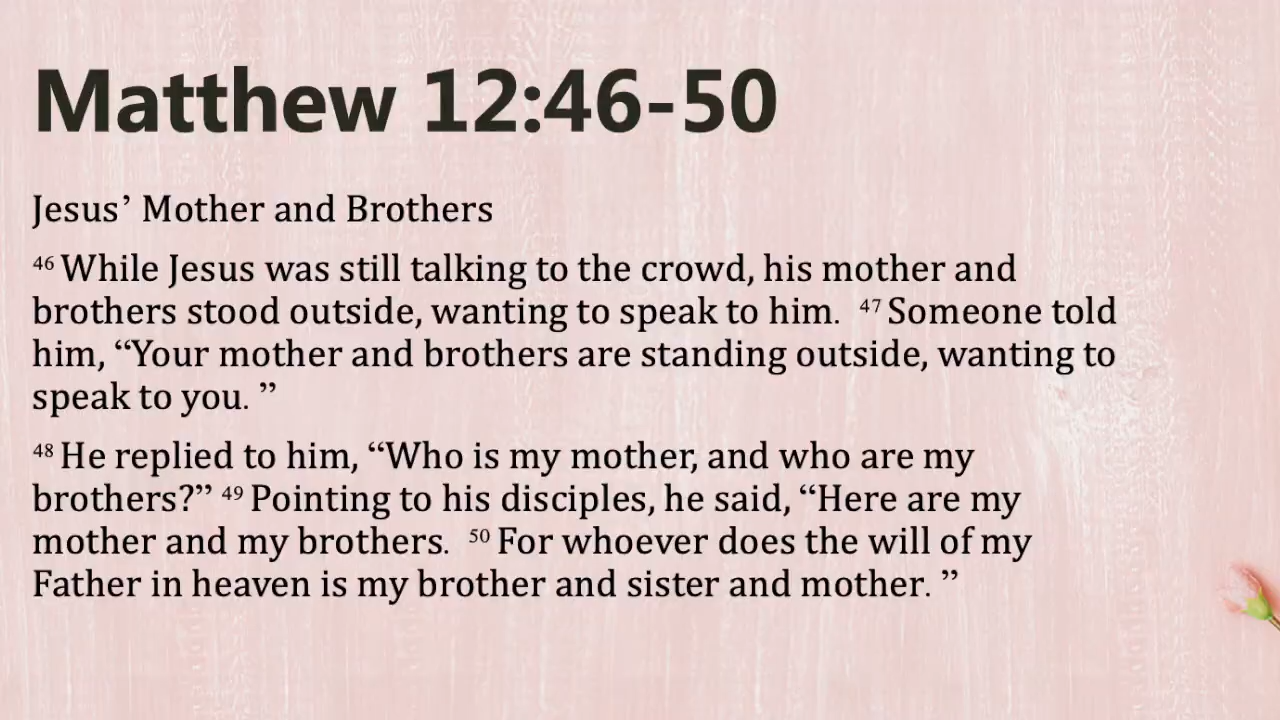 Matthew 12:46-50
Jesus’ Mother and Brothers
46 While Jesus was still talking to the crowd, his mother and
brothers stood outside, wanting to speak to him.  47 Someone told
him, “Your mother and brothers are standing outside, wanting to
speak to you. ”
48 He replied to him, “Who is my mother, and who are my
brothers?” 49 Pointing to his disciples, he said, “Here are my
mother and my brothers.  50 For whoever does the will of my
Father in heaven is my brother and sister and mother. ”